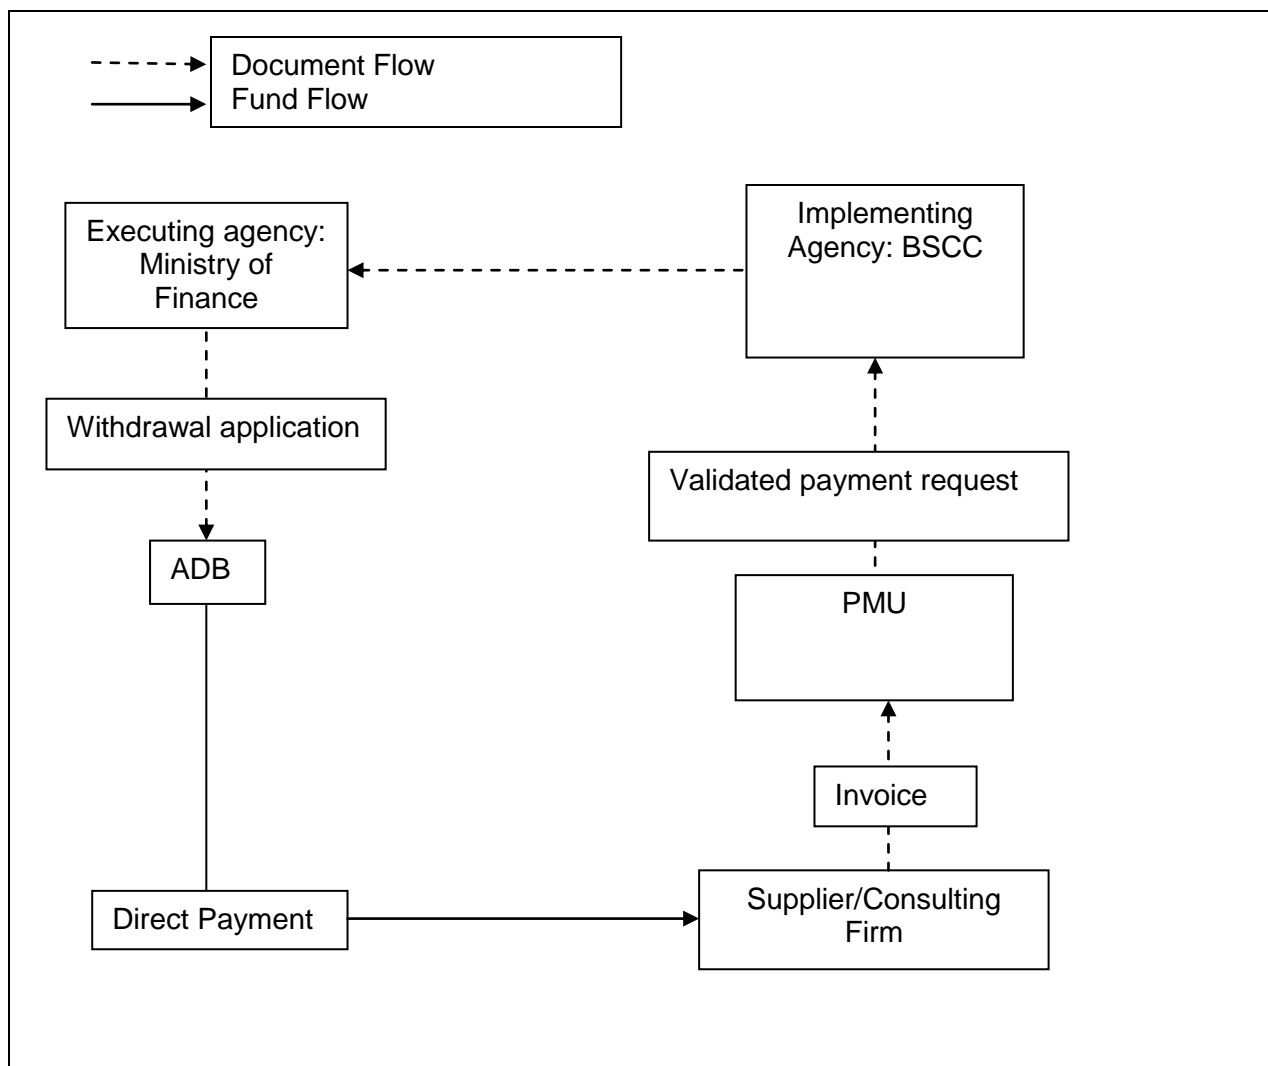 Document Flow
Fund Flow
Executing agency:
Ministry of
Finance
Implementing
Agency: BSCC
Withdrawal application
Validated payment request
ADB
PMU
Invoice
Direct Payment
Supplier/Consulting
Firm